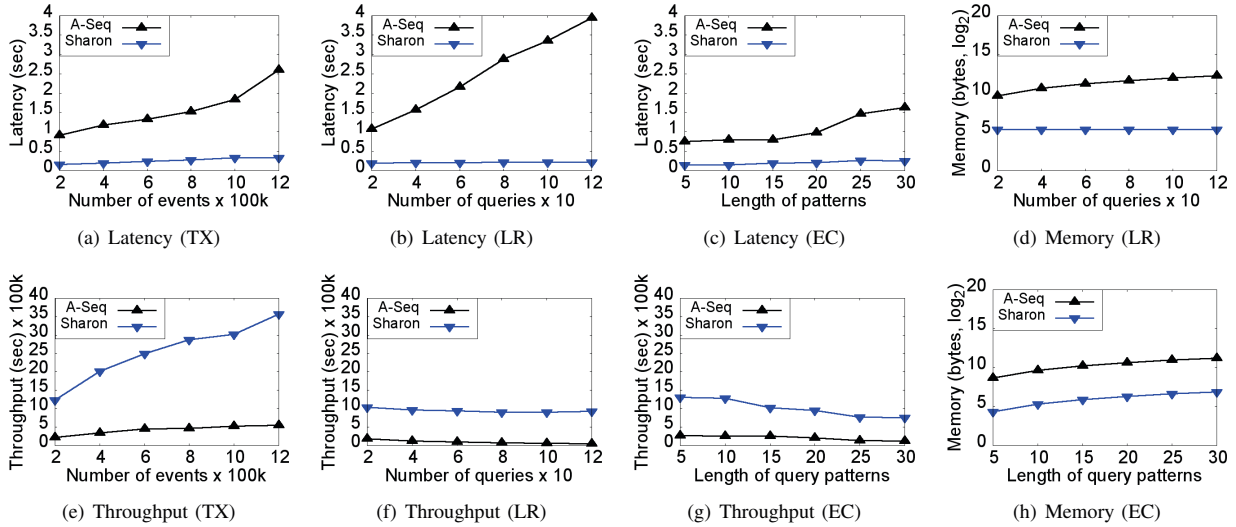 Latency (sec)
4
3.5
3
2.5
2
1.5
1
0.5
0
A-Seq
Sharon
2 4 6 8 10 12
Number of events x 100k
(a) Latency (TX)
Latency (sec)
4
3.5
3
2.5
2
1.5
1
0.5
0
A-Seq
Sharon
2 4 6 8 10 12
Number of queries x 10
(b) Latency (LR)
Latency (sec)
4
3.5
3
2.5
2
1.5
1
0.5
0
A-Seq
Sharon
5 10 15 20 25 30
Length of patterns
(c) Latency (EC)
Memory (bytes, log2)
20
15
10
5
0
A-Seq
Sharon
2 4 6 8 10 12
Number of queries x 10
(d) Memory (LR)
Throughput (sec) x 100k
40
35
30
25
20
15
10
5
0
A-Seq
Sharon
2 4 6 8 10 12
Number of events x 100k
(e) Throughput (TX)
Throughput (sec) x 100k
40
35
30
25
20
15
10
5
0
A-Seq
Sharon
2 4 6 8 10 12
Number of queries x 10
(f) Throughput (LR)
Throughput (sec) x 100k
40
35
30
25
20
15
10
5
0
A-Seq
Sharon
5 10 15 20 25 30
Length of query patterns
(g) Throughput (EC)
Memory (bytes, log2)
20
15
10
5
0
A-Seq
Sharon
5 10 15 20 25 30
Length of query patterns
(h) Memory (EC)